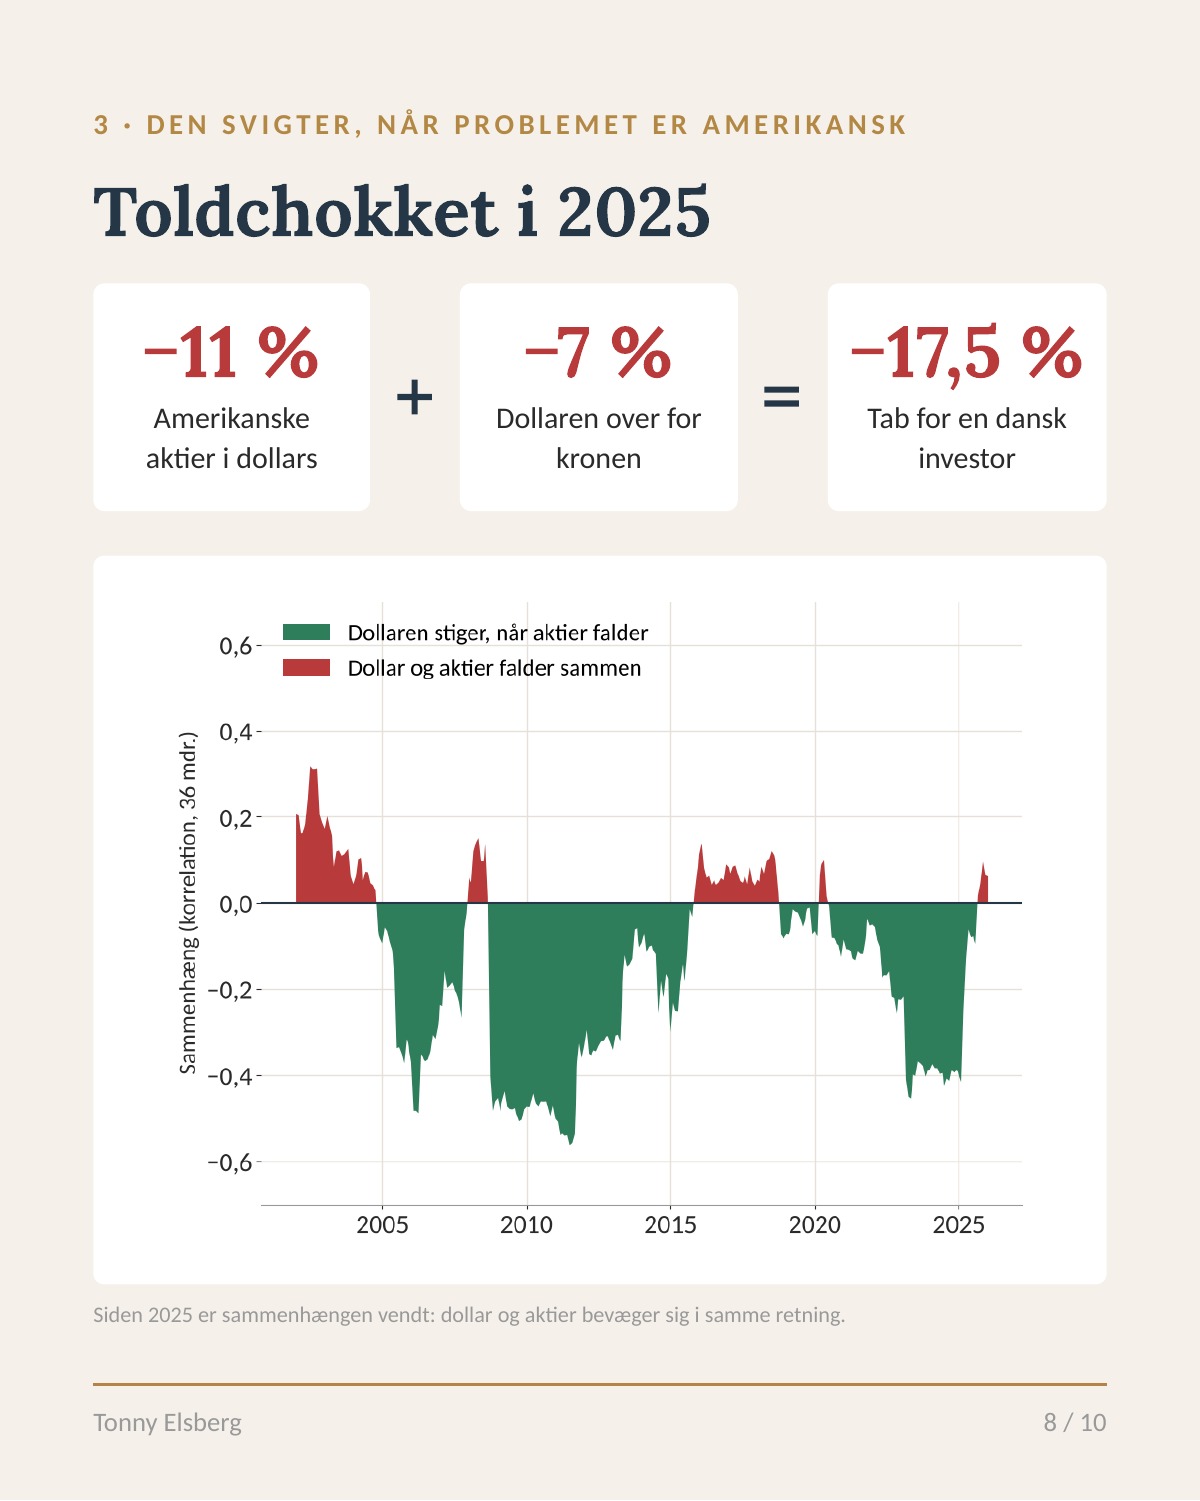 3 · DEN SVIGTER, NÅR PROBLEMET ER AMERIKANSK
Toldchokket i 2025
−11 %
Amerikanske
aktier i dollars
+
−7 %
Dollaren over for
kronen
=
−17,5 %
Tab for en dansk
investor
Dollaren stiger, når aktier falder
Dollar og aktier falder sammen
Sammenhæng (korrelation, 36 mdr.)
0,6
0,4
0,2
0,0
−0,2
−0,4
−0,6
2005 2010 2015 2020 2025
Siden 2025 er sammenhængen vendt: dollar og aktier bevæger sig i samme retning.
Tonny Elsberg
8 / 10